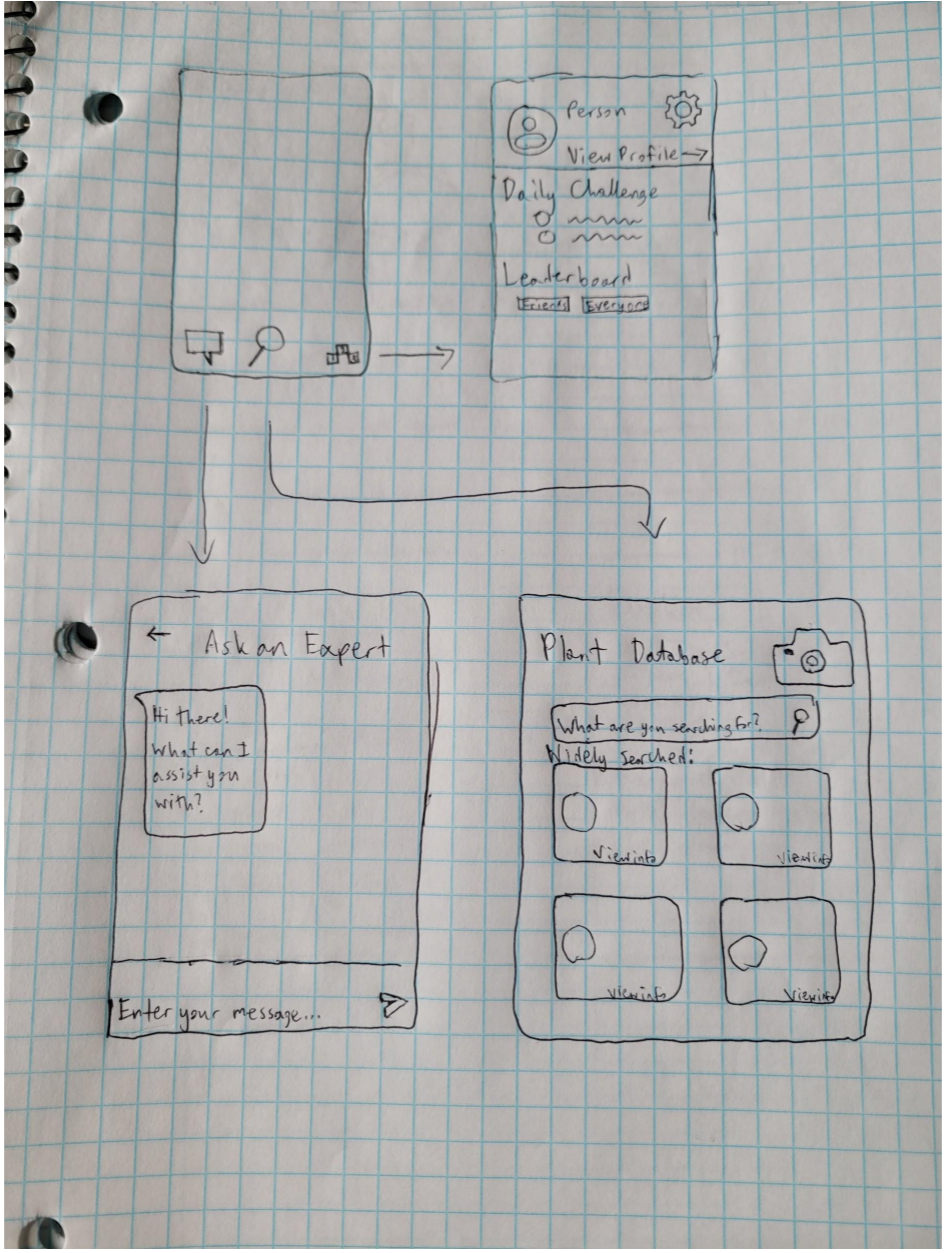 Person
View Profile →
Daily Challenge
Leaderboard
Friends Everyone
← Ask an Expert
Hi there!
What can I
assist you
with?
Enter your message...
Plant Database
What are you searching for?
Widely searched:
View info
View info
View info
View info